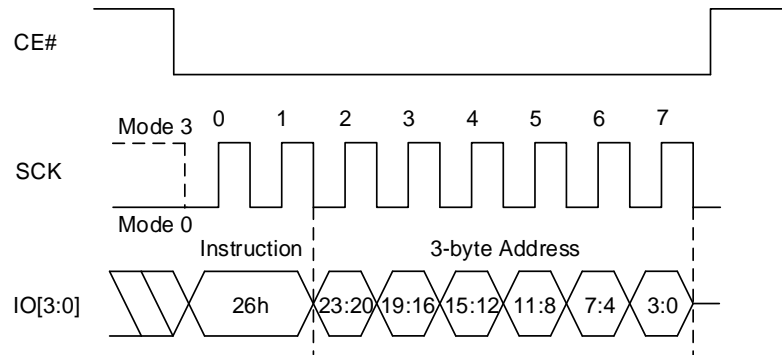 CE#
Mode 3 0 1 2 3 4 5 6 7
SCK
Mode 0
Instruction 3-byte Address
IO[3:0] 26h 23:20 19:16 15:12 11:8 7:4 3:0